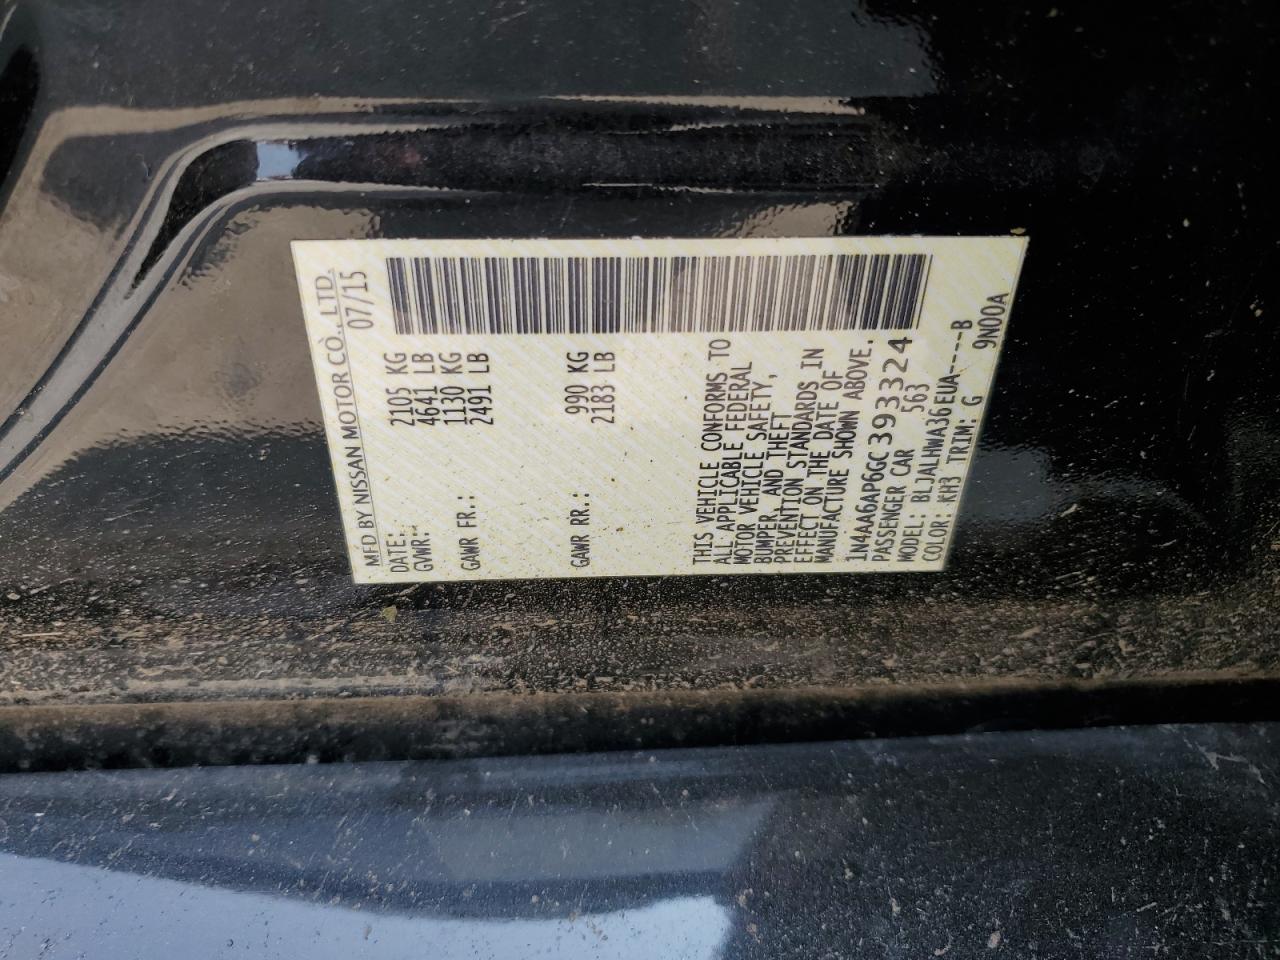 MFD BY NISSAN MOTOR CO.,LTD.
DATE: 07/15
GVWR: 2105 KG
4641 LB
GAWR FR.: 1130 KG
2491 LB
GAWR RR.: 990 KG
2183 LB
THIS VEHICLE CONFORMS TO
ALL APPLICABLE FEDERAL
MOTOR VEHICLE SAFETY,
BUMPER, AND THEFT
PREVENTION STANDARDS IN
EFFECT ON THE DATE OF
MANUFACTURE SHOWN ABOVE.
1N4AA6AP6GC393324
PASSENGER CAR 563
MODEL: BLJALHWA36EUA----B
COLOR: KH3 TRIM: G 9N00A